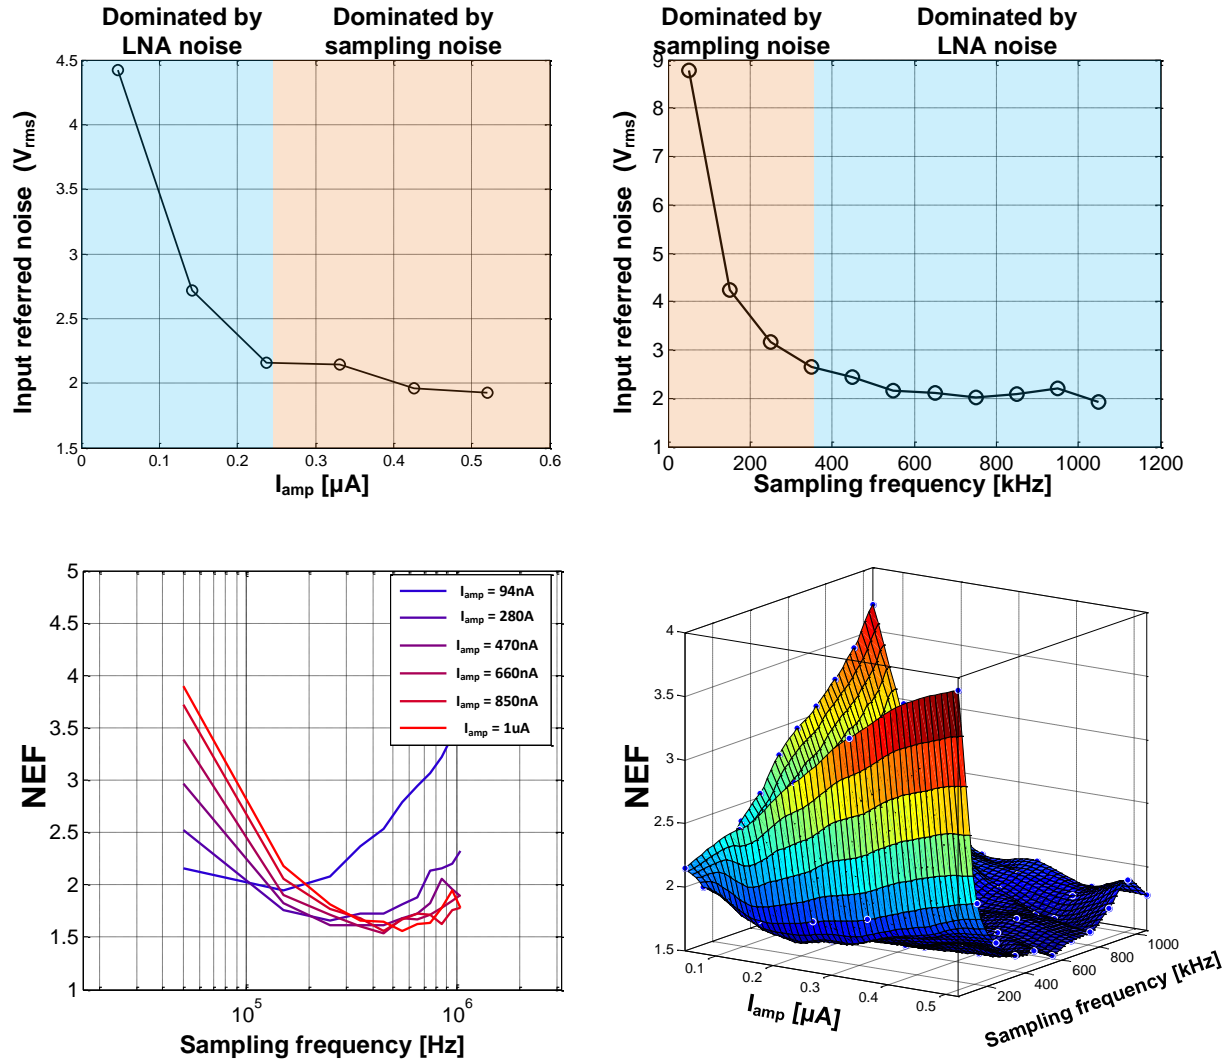 Dominated by
LNA noise
Dominated by
sampling noise
4.5
4
3.5
3
2.5
2
1.5
0
0.1
0.2
0.3
0.4
0.5
0.6
Input referred noise (Vrms)
Iamp [µA]
Dominated by
sampling noise
Dominated by
LNA noise
9
8
7
6
5
4
3
2
1
0
200
400
600
800
1000
1200
Input referred noise (Vrms)
Sampling frequency [kHz]
5
4.5
4
3.5
3
2.5
2
1.5
1
10^5
10^6
NEF
Sampling frequency [Hz]
Iamp = 94nA
Iamp = 280A
Iamp = 470nA
Iamp = 660nA
Iamp = 850nA
Iamp = 1uA
4
3.5
3
2.5
2
1.5
NEF
0.1
0.2
0.3
0.4
0.5
Iamp [µA]
200
400
600
800
1000
Sampling frequency [kHz]